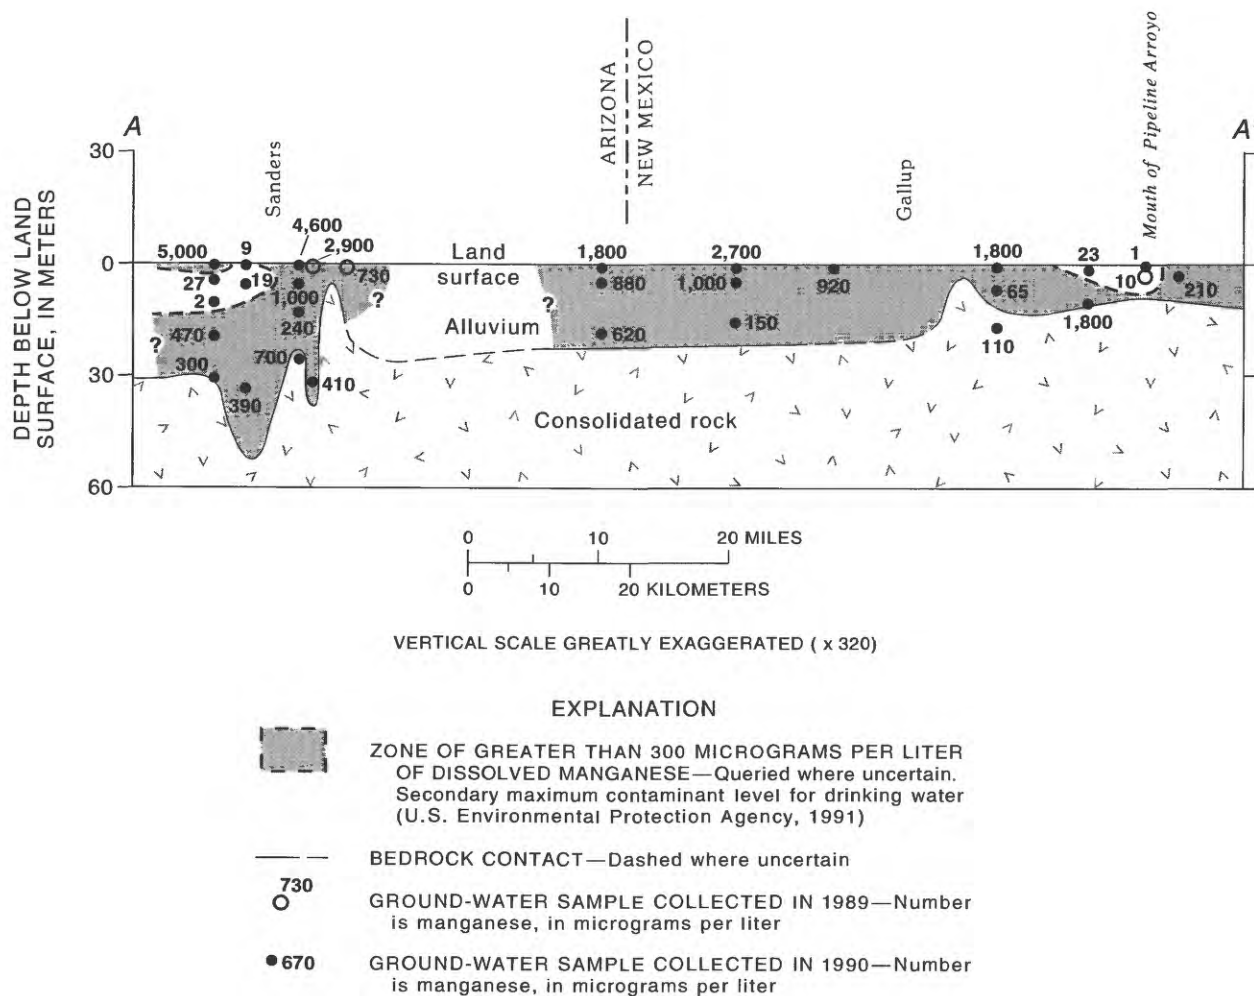 ARIZONA
NEW MEXICO
Mouth of Pipeline Arroyo
A
A
30
Sanders
Gallup
DEPTH BELOW LAND
SURFACE, IN METERS
4,600
5,000
9
2,900
Land
surface
1,800
2,700
1,800
23
1
0
0
27
19
730
880
1,000
920
65
10
210
2
1,000
?
?
Alluvium
470
240
620
150
1,800
?
110
300
700
30
30
410
390
Consolidated rock
60
60
0 10 20 MILES
0 10 20 KILOMETERS
VERTICAL SCALE GREATLY EXAGGERATED ( x 320)
EXPLANATION
ZONE OF GREATER THAN 300 MICROGRAMS PER LITER
OF DISSOLVED MANGANESE—Queried where uncertain.
Secondary maximum contaminant level for drinking water
(U.S. Environmental Protection Agency, 1991)
BEDROCK CONTACT—Dashed where uncertain
730
GROUND-WATER SAMPLE COLLECTED IN 1989—Number
is manganese, in micrograms per liter
670
GROUND-WATER SAMPLE COLLECTED IN 1990—Number
is manganese, in micrograms per liter